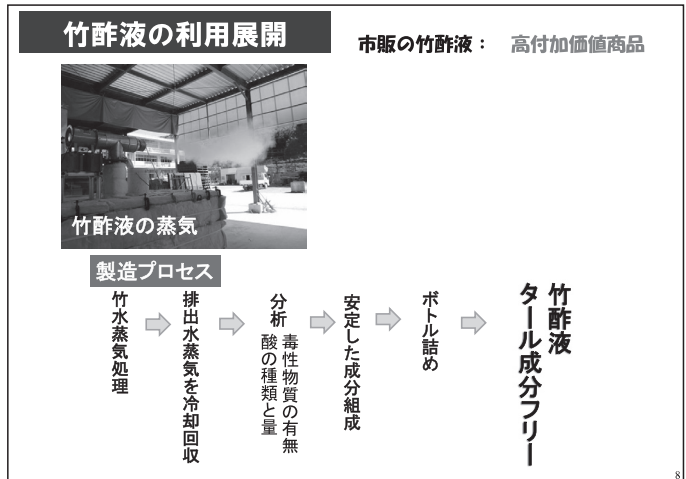 竹酢液の利用展開
市販の竹酢液： 高付加価値商品
竹酢液の蒸気
製造プロセス
竹水蒸気処理
排出水蒸気を冷却回収
分析
毒性物質の有無
酸の種類と量
安定した成分組成
ボトル詰め
竹酢液
タール成分フリー
8